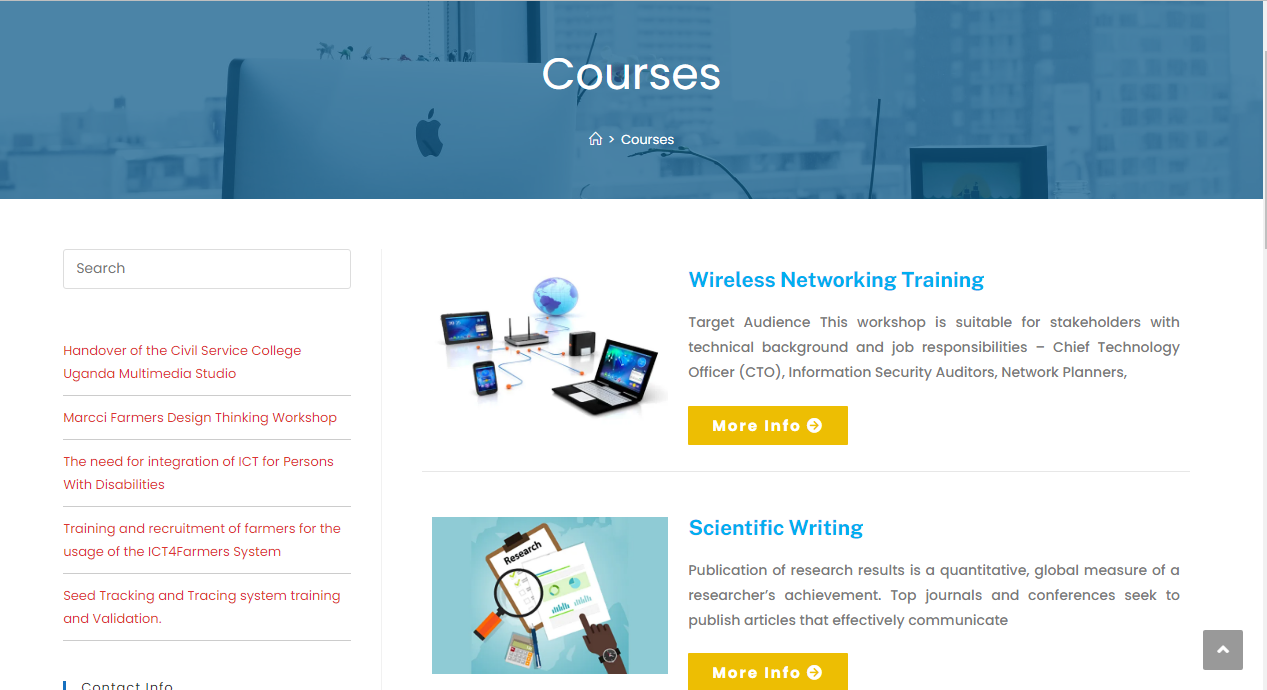 Courses
> Courses
Search
Handover of the Civil Service College
Uganda Multimedia Studio
Marcci Farmers Design Thinking Workshop
The need for integration of ICT for Persons
With Disabilities
Training and recruitment of farmers for the
usage of the ICT4Farmers System
Seed Tracking and Tracing system training
and Validation.
Contact Info
Wireless Networking Training
Target Audience This workshop is suitable for stakeholders with
technical background and job responsibilities – Chief Technology
Officer (CTO), Information Security Auditors, Network Planners,
More Info
Research
Scientific Writing
Publication of research results is a quantitative, global measure of a
researcher’s achievement. Top journals and conferences seek to
publish articles that effectively communicate
More Info